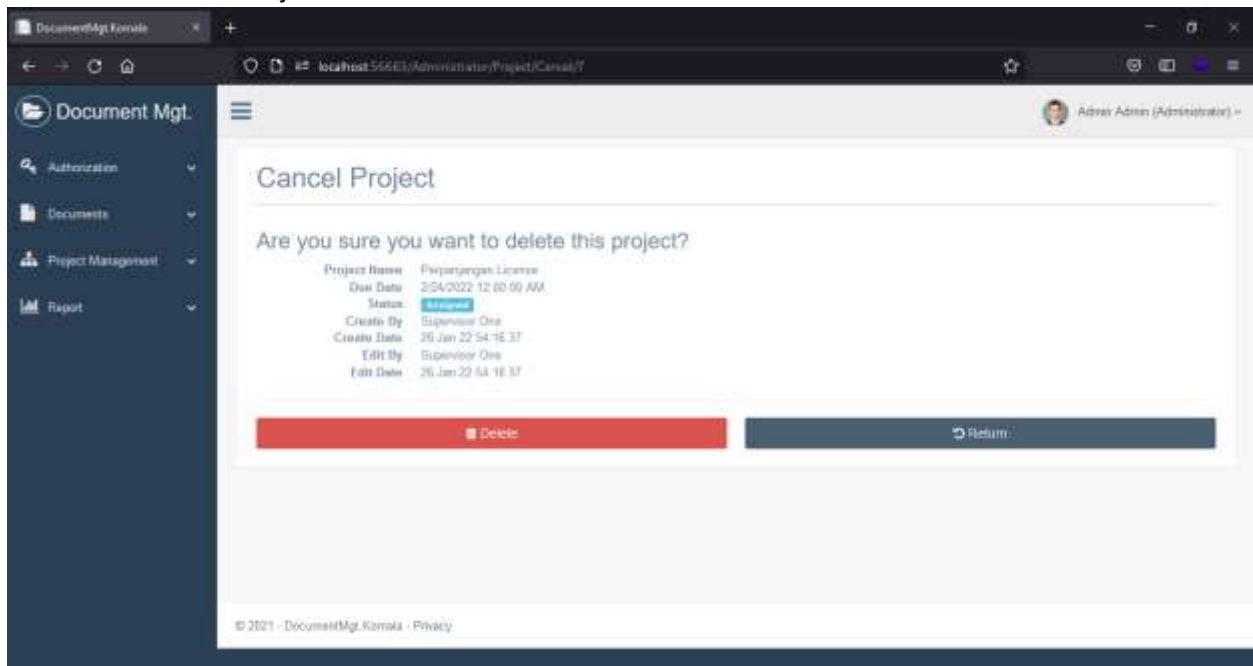 DocumentMgt.Komala
localhost:56663/Administrator/Project/Cancel/7
Document Mgt.
Admin Admin (Administrator)
Authorization
Documents
Project Management
Report
Cancel Project
Are you sure you want to delete this project?
Project Name Perpanjangan License
Due Date 2/24/2022 12:00:00 AM
Status Assigned
Create By Supervisor One
Create Date 26 Jan 22 54:16 37
Edit By Supervisor One
Edit Date 26 Jan 22 54:16 37
Delete
Return
© 2021 - DocumentMgt.Komala - Privacy